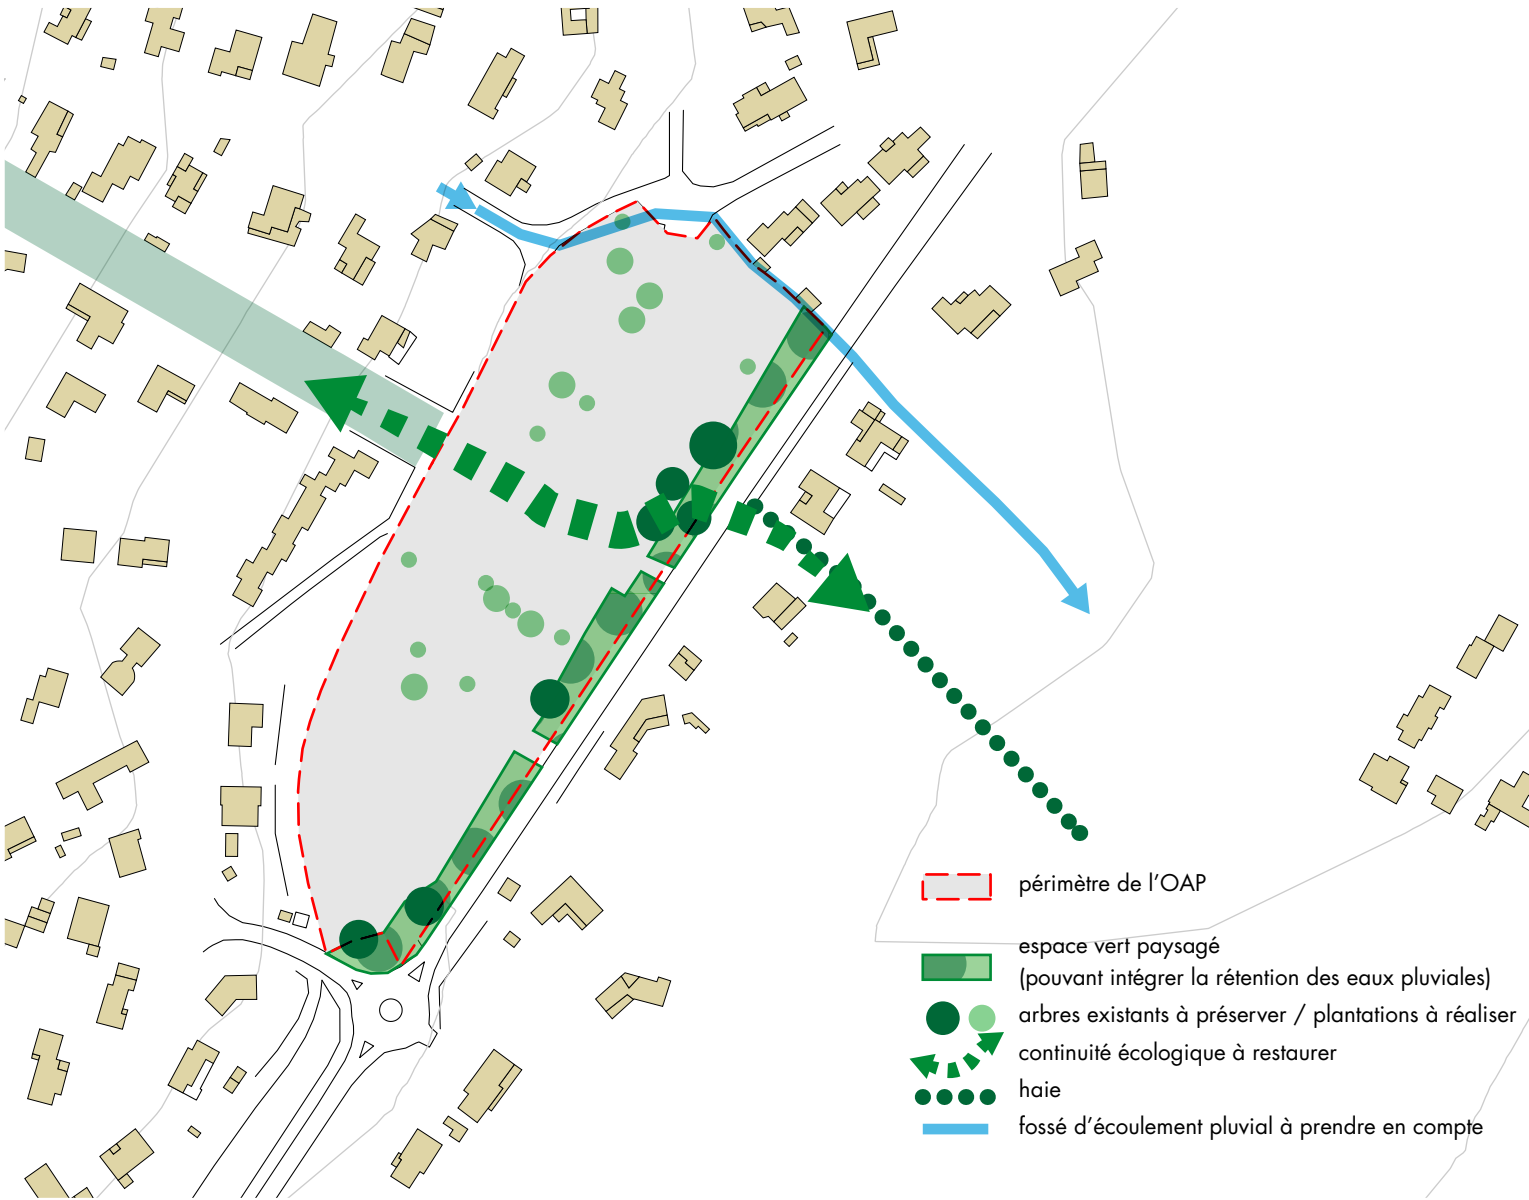 périmètre de l'OAP
espace vert paysagé
(pouvant intégrer la rétention des eaux pluviales)
arbres existants à préserver / plantations à réaliser
continuité écologique à restaurer
haie
fossé d'écoulement pluvial à prendre en compte